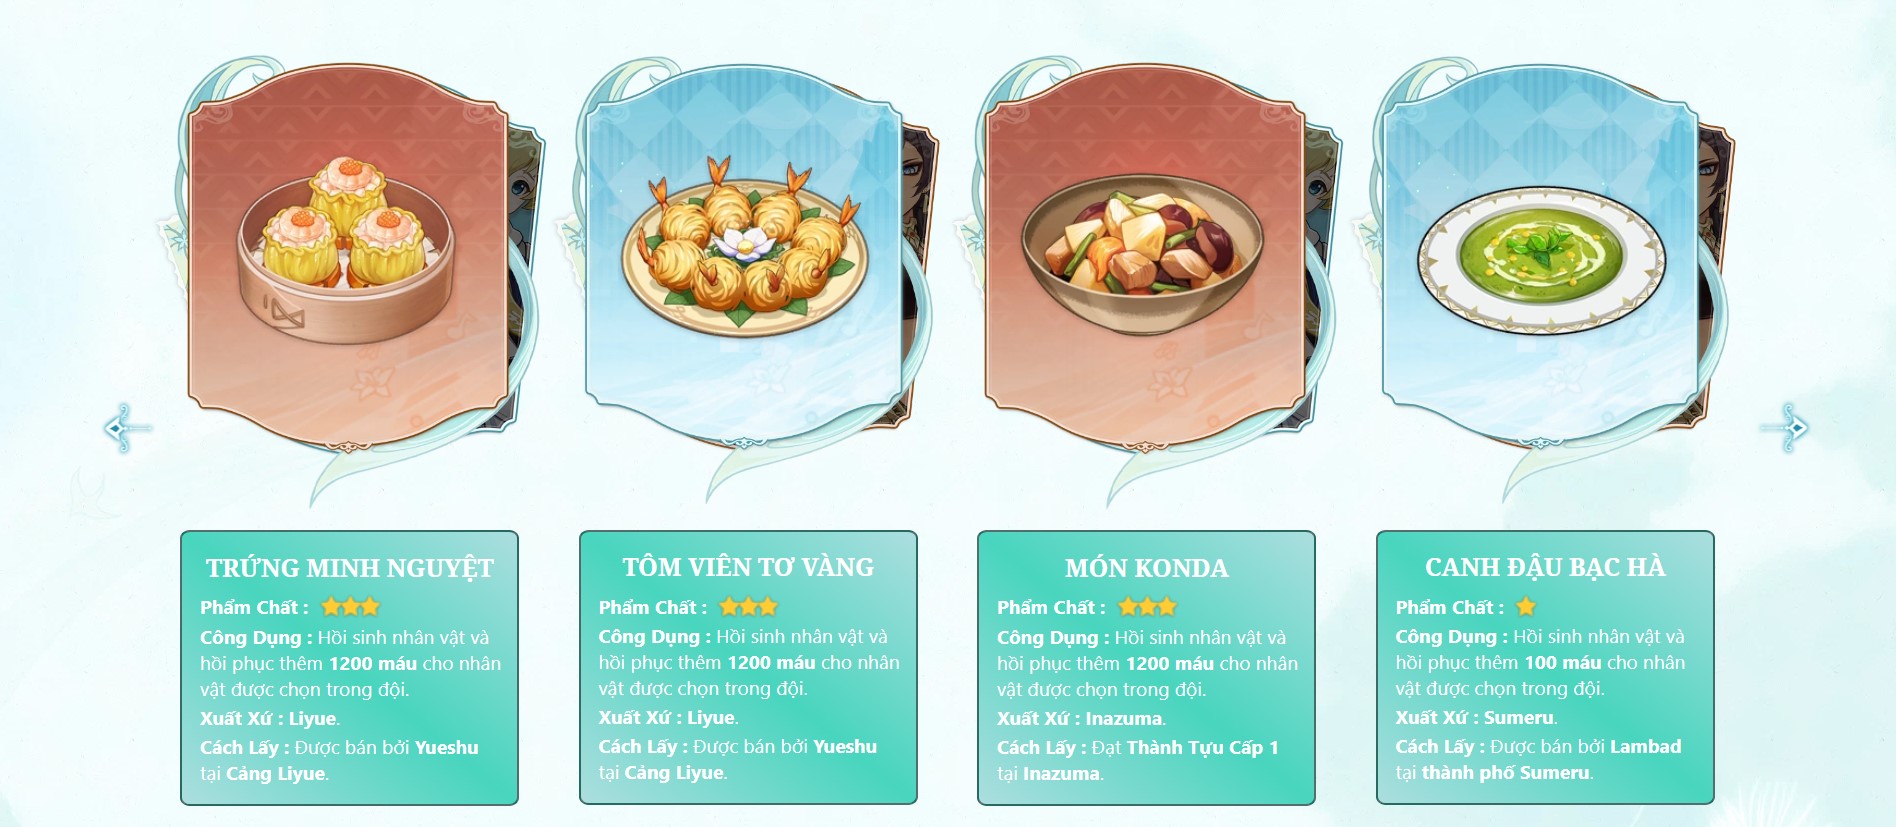 TRỨNG MINH NGUYỆT
Phẩm Chất :
Công Dụng : Hồi sinh nhân vật và
hồi phục thêm 1200 máu cho nhân
vật được chọn trong đội.
Xuất Xứ : Liyue.
Cách Lấy : Được bán bởi Yueshu
tại Cảng Liyue.
TÔM VIÊN TƠ VÀNG
Phẩm Chất :
Công Dụng : Hồi sinh nhân vật và
hồi phục thêm 1200 máu cho nhân
vật được chọn trong đội.
Xuất Xứ : Liyue.
Cách Lấy : Được bán bởi Yueshu
tại Cảng Liyue.
MÓN KONDA
Phẩm Chất :
Công Dụng : Hồi sinh nhân vật và
hồi phục thêm 1200 máu cho nhân
vật được chọn trong đội.
Xuất Xứ : Inazuma.
Cách Lấy : Đạt Thành Tựu Cấp 1
tại Inazuma.
CANH ĐẬU BẠC HÀ
Phẩm Chất :
Công Dụng : Hồi sinh nhân vật và
hồi phục thêm 100 máu cho nhân
vật được chọn trong đội.
Xuất Xứ : Sumeru.
Cách Lấy : Được bán bởi Lambad
tại thành phố Sumeru.